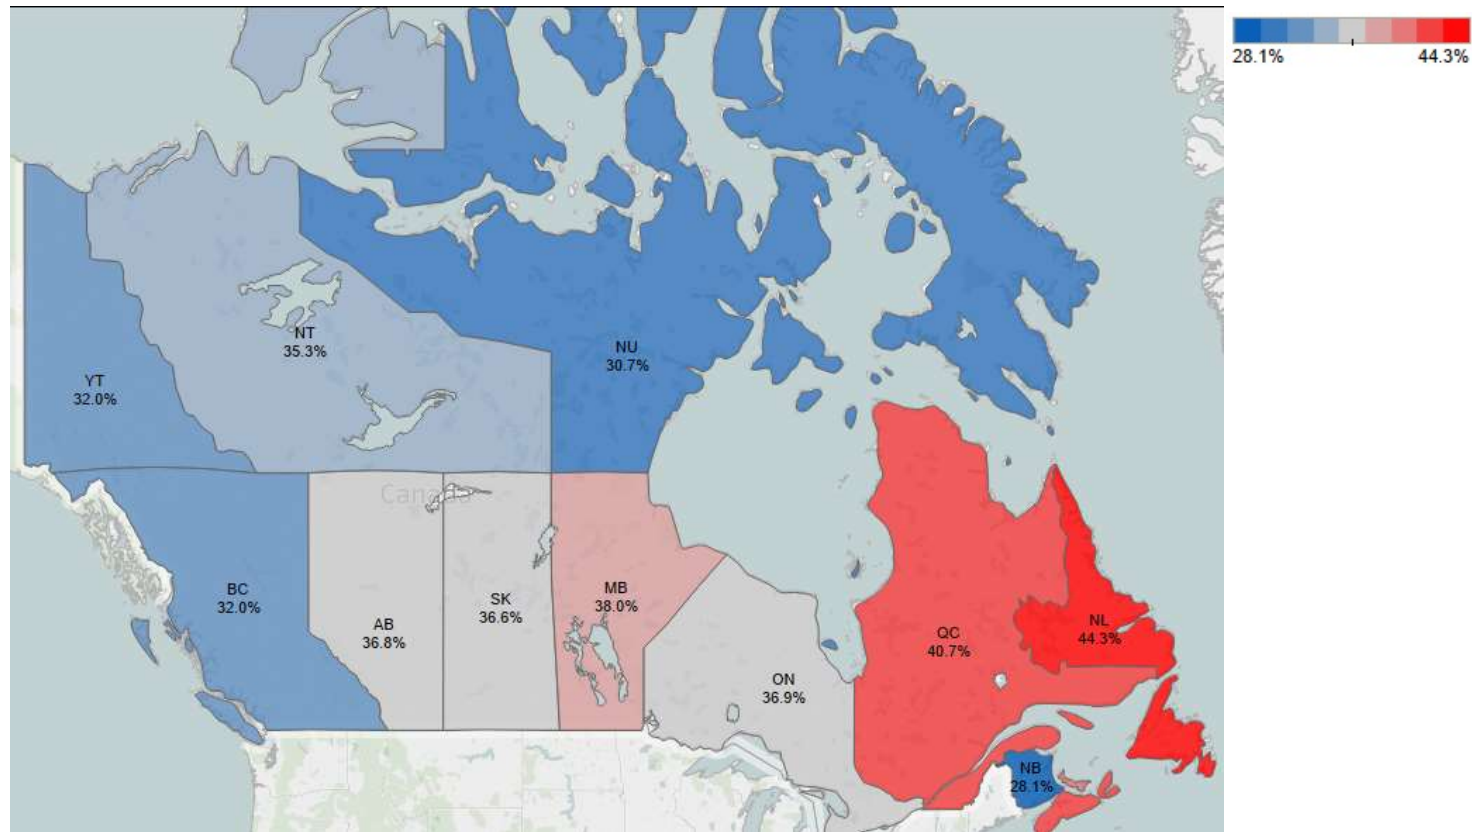 28.1%
44.3%
NT
35.3%
NU
30.7%
YT
32.0%
Canada
BC
32.0%
AB
36.8%
SK
36.6%
MB
38.0%
ON
36.9%
QC
40.7%
NL
44.3%
NB
28.1%